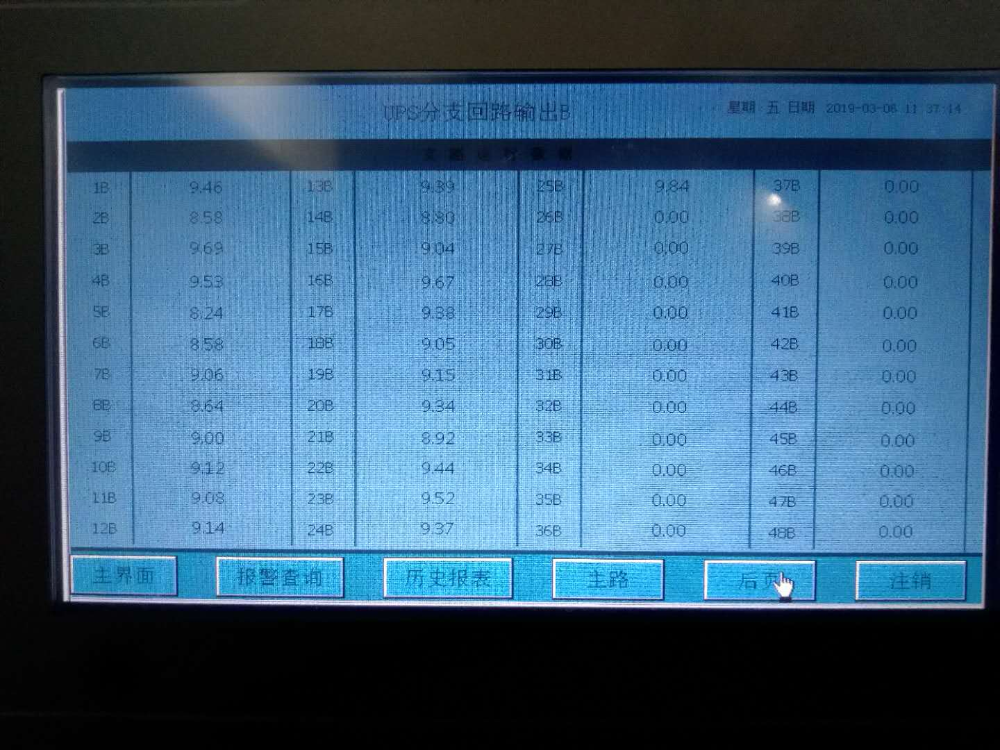 UPS分支回路输出B 星期 五 日期 2019-03-08 11 37:14
支 路 运 行 数 据
1B 9.46 13B 9.39 25B 9.84 37B 0.00
2B 8.58 14B 8.80 26B 0.00 38B 0.00
3B 9.69 15B 9.04 27B 0.00 39B 0.00
4B 9.53 16B 9.67 28B 0.00 40B 0.00
5B 8.24 17B 9.38 29B 0.00 41B 0.00
6B 8.58 18B 9.05 30B 0.00 42B 0.00
7B 9.06 19B 9.15 31B 0.00 43B 0.00
8B 8.64 20B 9.34 32B 0.00 44B 0.00
9B 9.00 21B 8.92 33B 0.00 45B 0.00
10B 9.12 22B 9.44 34B 0.00 46B 0.00
11B 9.08 23B 9.52 35B 0.00 47B 0.00
12B 9.14 24B 9.37 36B 0.00 48B 0.00
主界面 报警查询 历史报表 主路 后页 注销